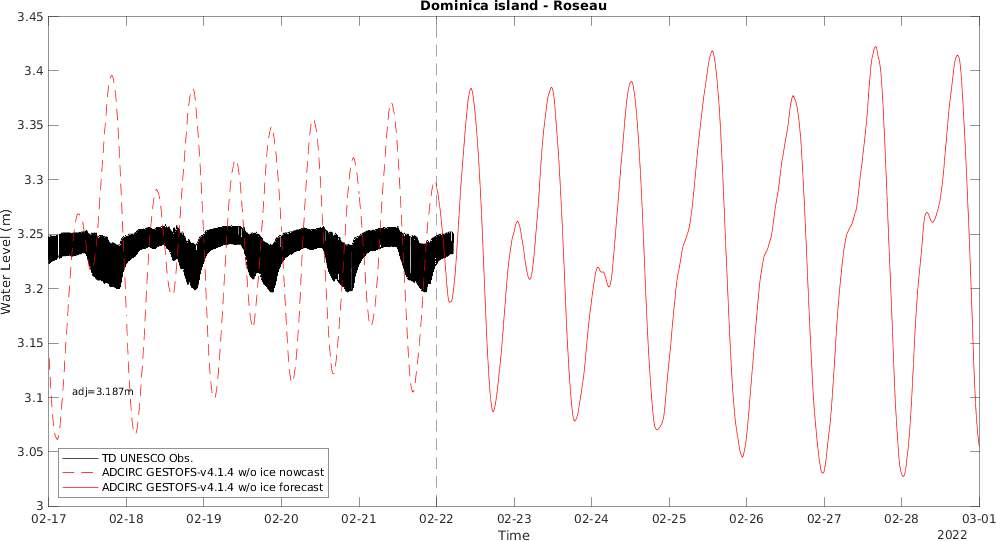 Dominica island - Roseau
3.45
3.4
3.35
3.3
3.25
3.2
3.15
3.1
3.05
3
Water Level (m)
adj=3.187m
TD UNESCO Obs.
ADCIRC GESTOFS-v4.1.4 w/o ice nowcast
ADCIRC GESTOFS-v4.1.4 w/o ice forecast
02-17 02-18 02-19 02-20 02-21 02-22 02-23 02-24 02-25 02-26 02-27 02-28 03-01
Time
2022